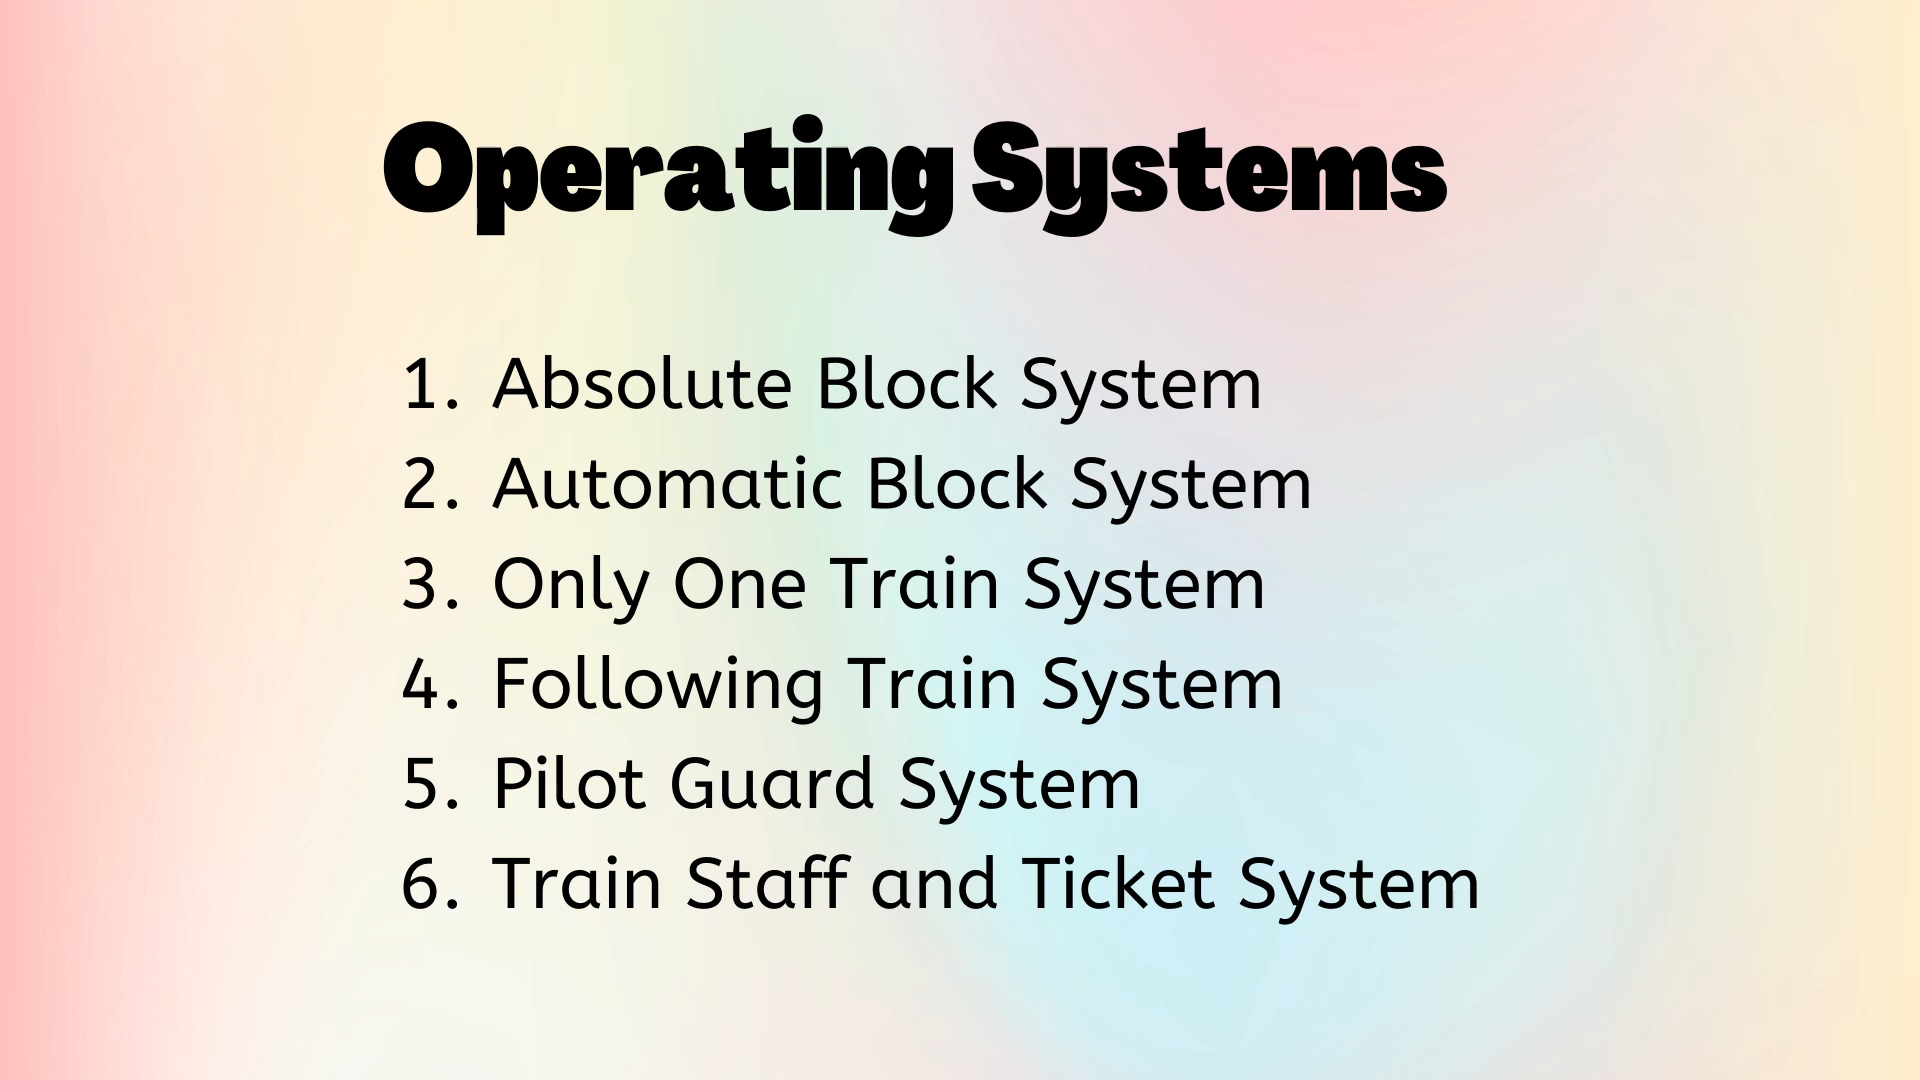 Operating Systems
1. Absolute Block System
2. Automatic Block System
3. Only One Train System
4. Following Train System
5. Pilot Guard System
6. Train Staff and Ticket System